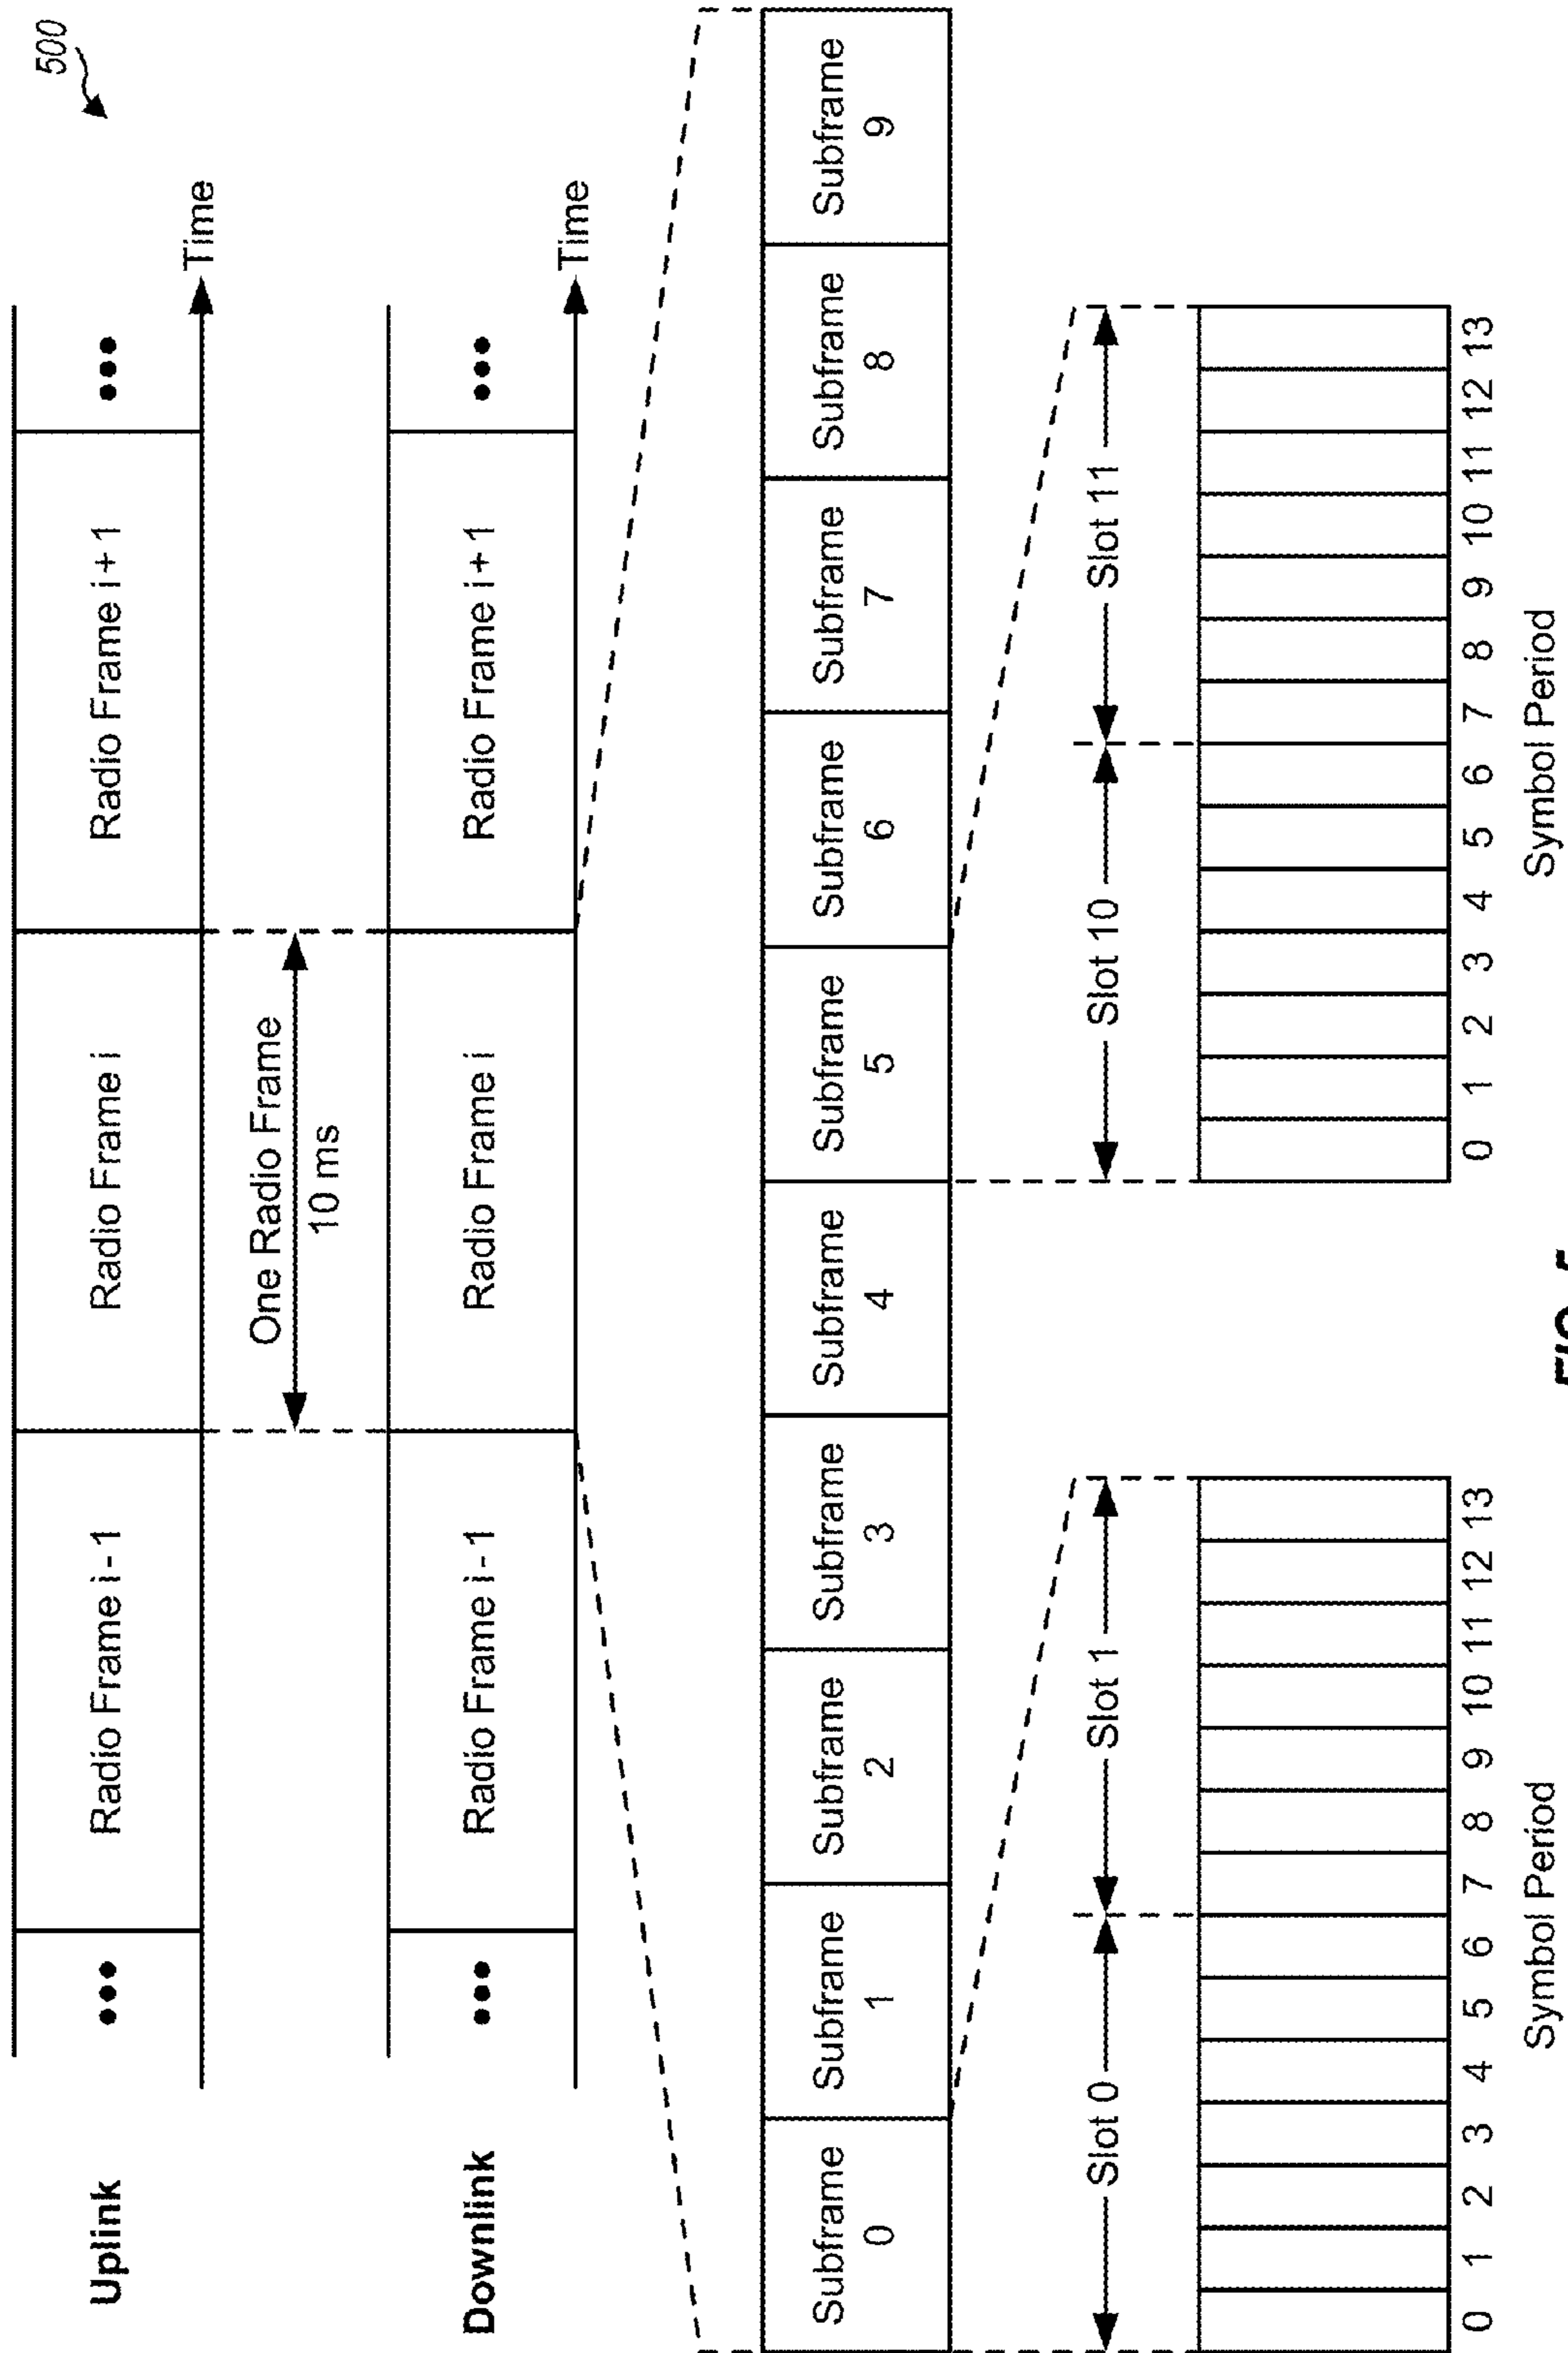 500
Uplink
••• Radio Frame i-1 Radio Frame i Radio Frame i+1 •••
Time
One Radio Frame
10 ms
Downlink
••• Radio Frame i-1 Radio Frame i Radio Frame i+1 •••
Time
Subframe 0 Subframe 1 Subframe 2 Subframe 3 Subframe 4 Subframe 5 Subframe 6 Subframe 7 Subframe 8 Subframe 9
Slot 0 Slot 1 Slot 10 Slot 11
0 1 2 3 4 5 6 7 8 9 10 11 12 13
0 1 2 3 4 5 6 7 8 9 10 11 12 13
Symbol Period
Symbol Period
FIG. 5